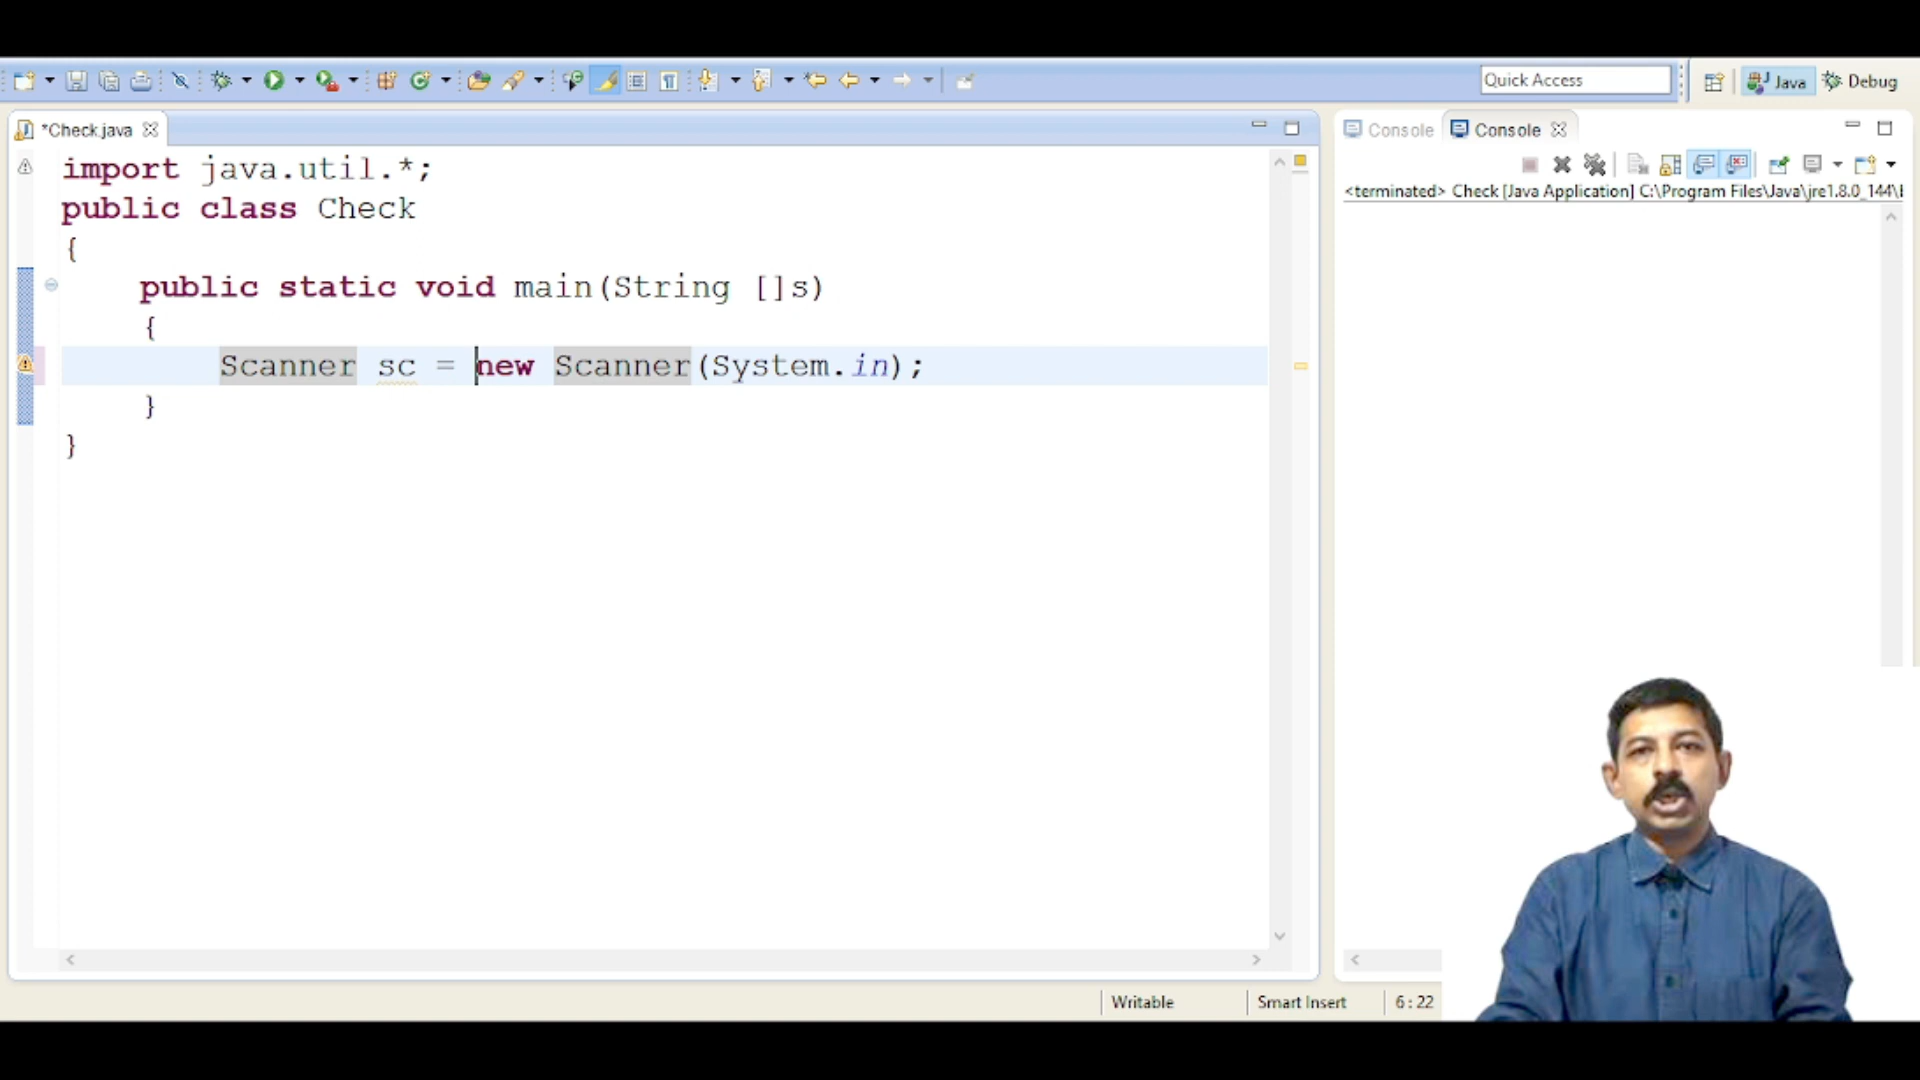 Quick Access
Java
Debug
*Check.java
Console
Console
<terminated> Check [Java Application] C:\Program Files\Java\jre1.8.0_144\
import java.util.*;
public class Check
{
public static void main(String []s)
{
Scanner sc = new Scanner(System.in);
}
}
Writable
Smart Insert
6 : 22